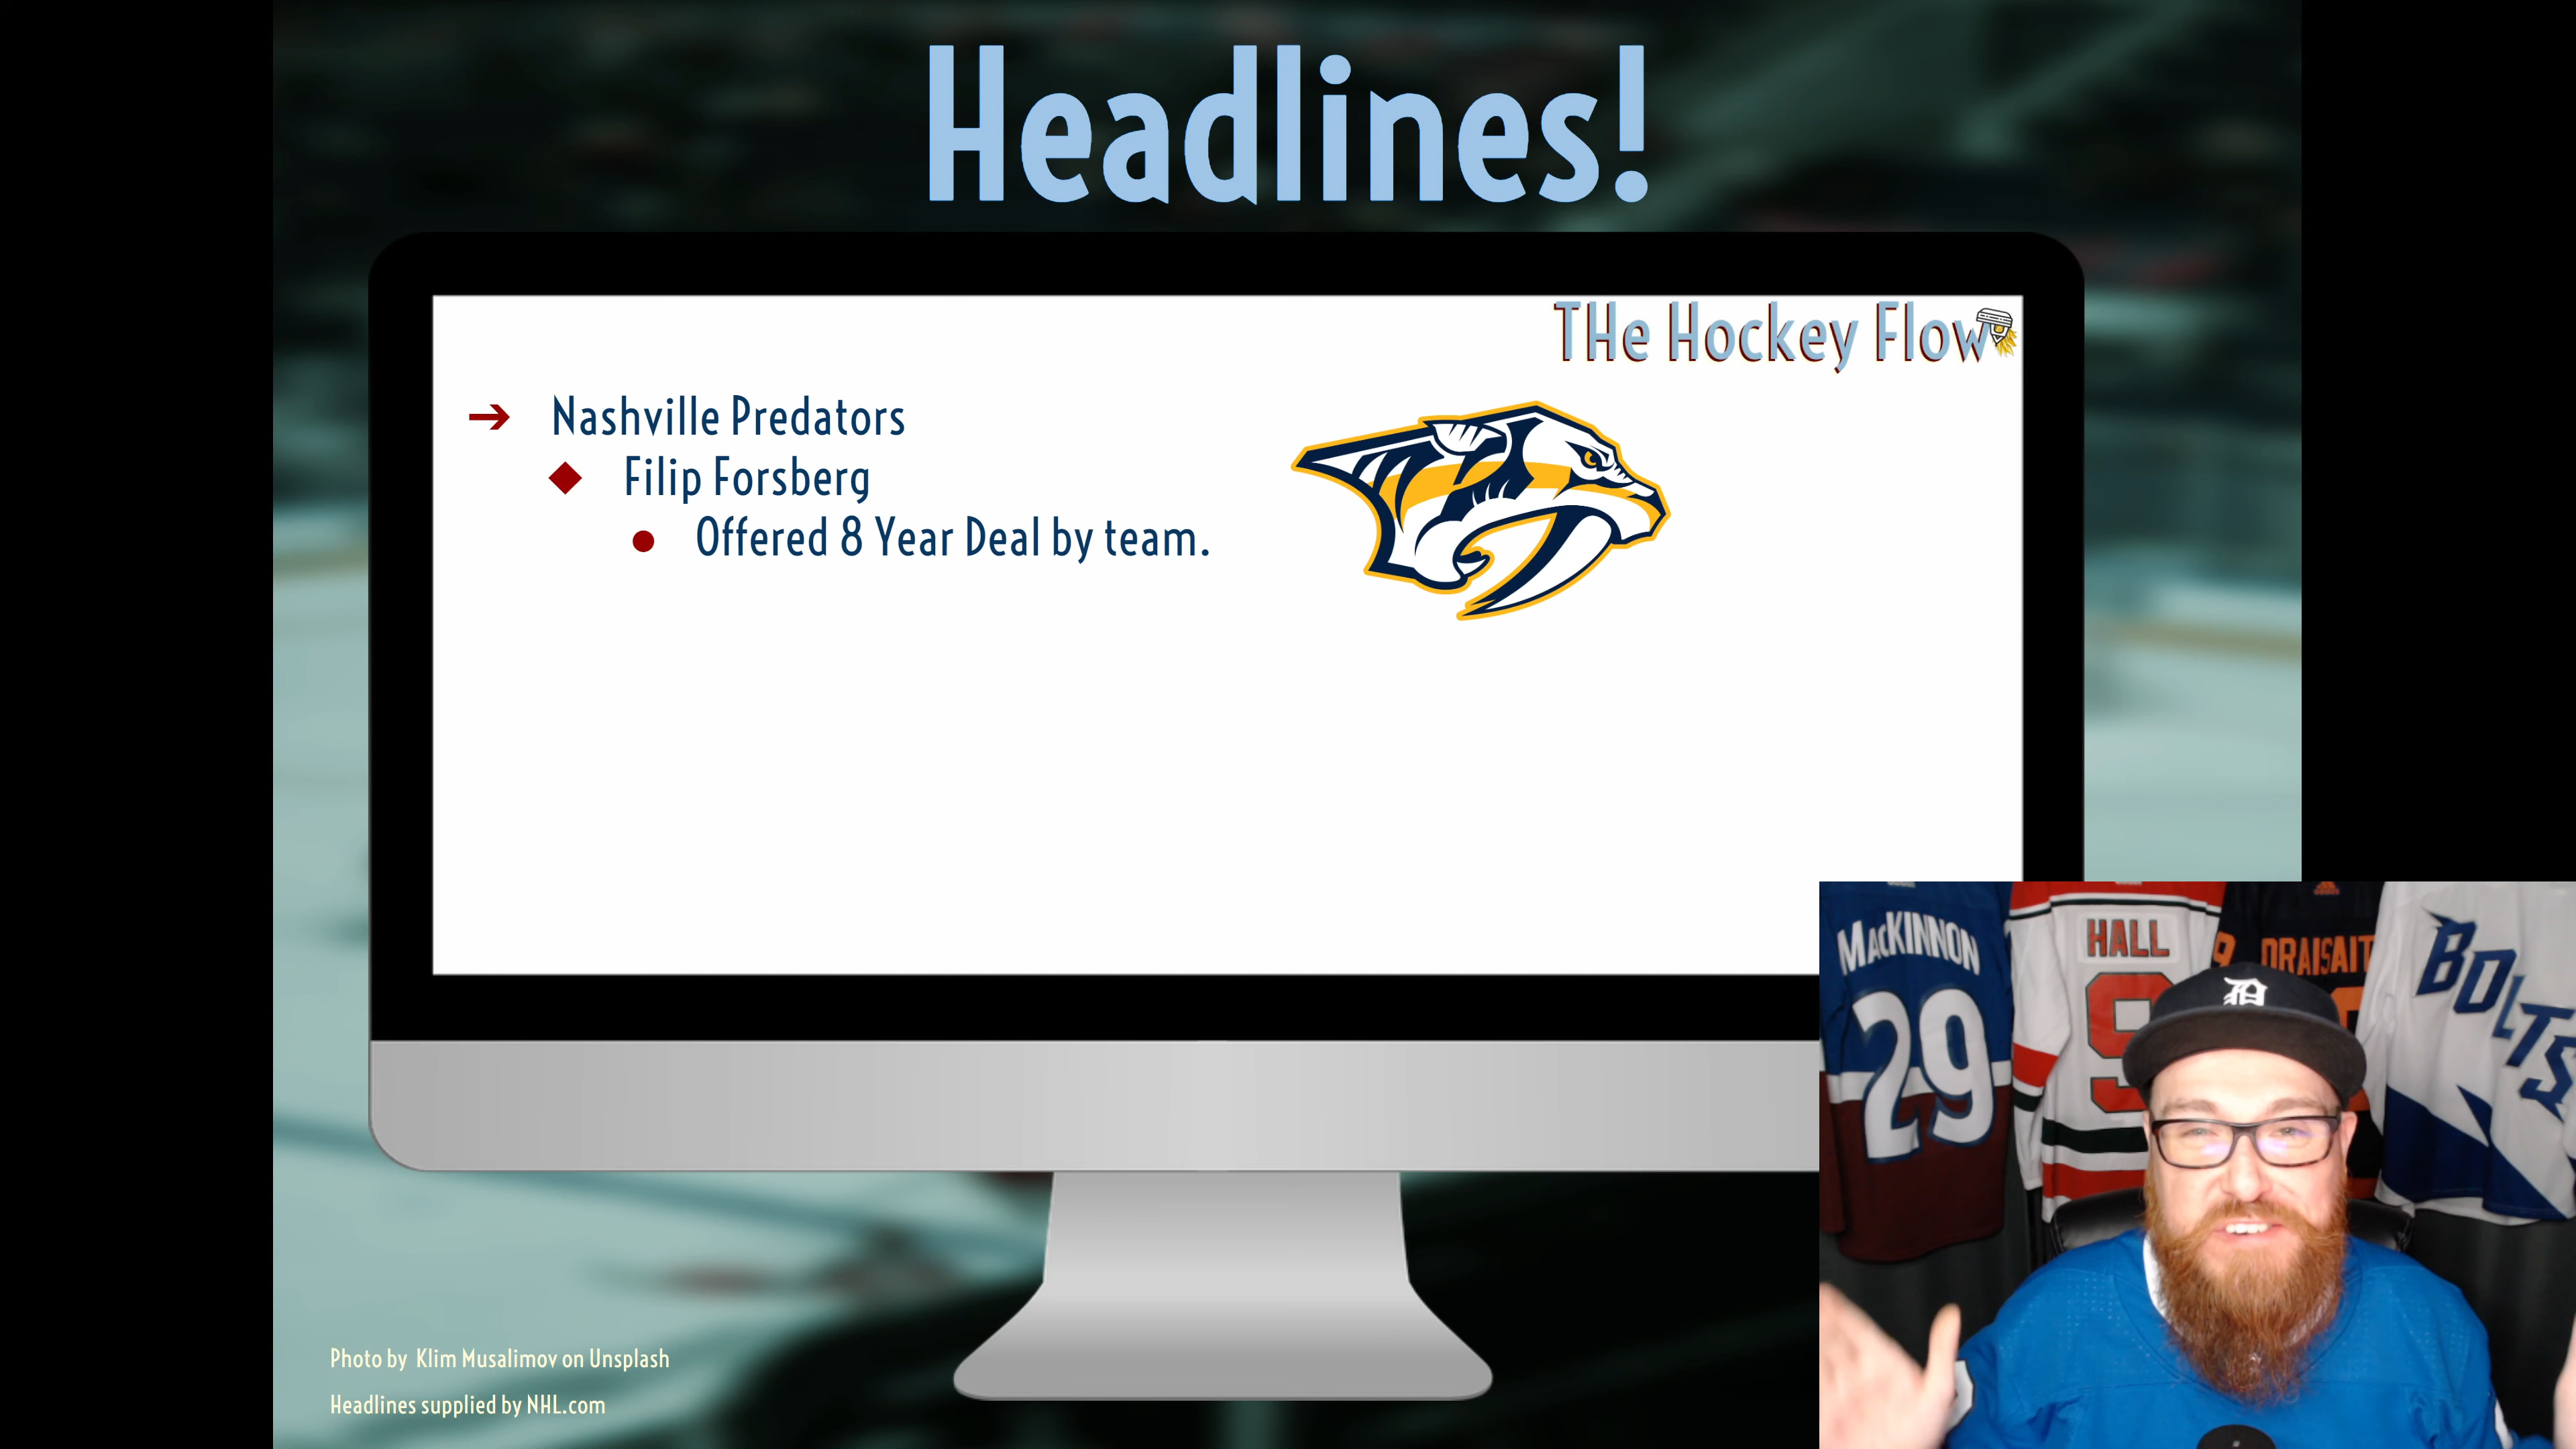 Headlines!
THe Hockey Flow
Nashville Predators
Filip Forsberg
Offered 8 Year Deal by team.
MacKINNON
29
HALL
9
DRAISAIT
BOLTS
D
Photo by Klim Musalimov on Unsplash
Headlines supplied by NHL.com